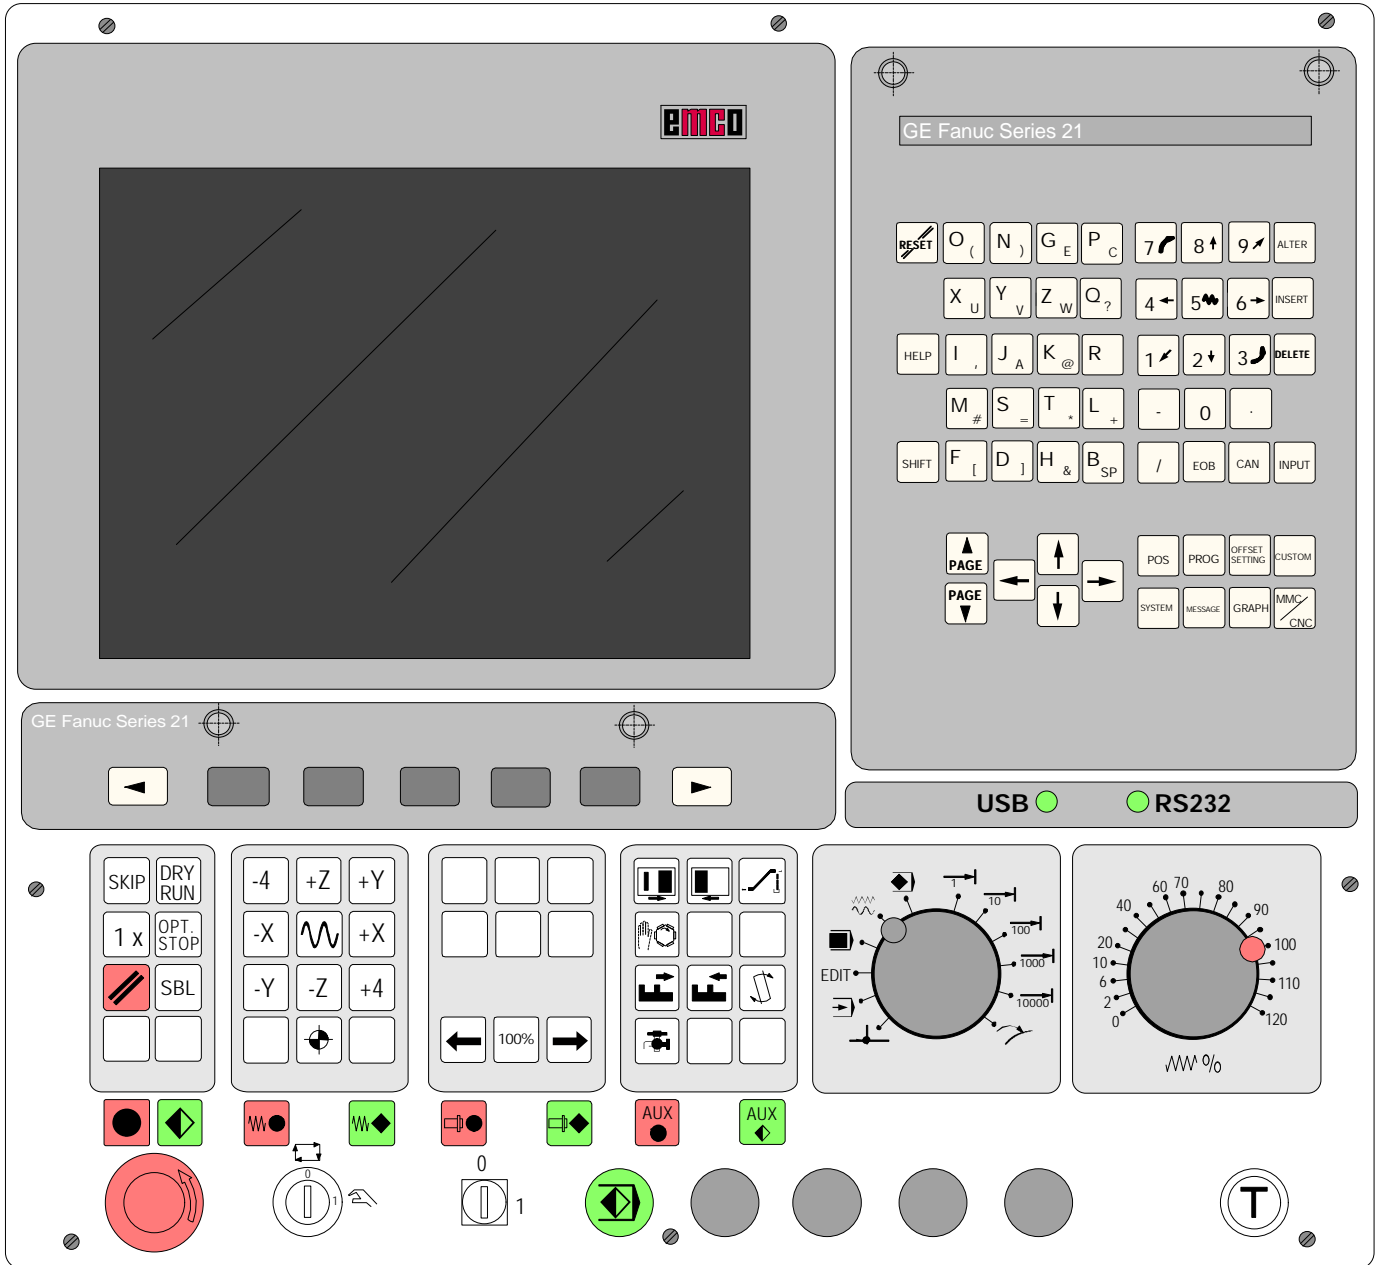 emco
GE Fanuc Series 21
RESET O ( N ) G E P C 7 8 9 ALTER
X U Y V Z W Q ? 4 5 6 INSERT
HELP I , J A K @ R 1 2 3 DELETE
M # S = T * L + - 0 .
SHIFT F [ D ] H & B SP / EOB CAN INPUT
PAGE POS PROG OFFSET SETTING CUSTOM
PAGE SYSTEM MESSAGE GRAPH MMC/CNC
GE Fanuc Series 21
USB RS232
SKIP DRY RUN
1 x OPT. STOP
SBL
-4 +Z +Y
-X +X
-Y -Z +4
100%
EDIT
1
10
100
1000
10000
0 2 6 10 20 40 60 70 80 90 100 110 120
%
AUX AUX
0 1
0 1
T